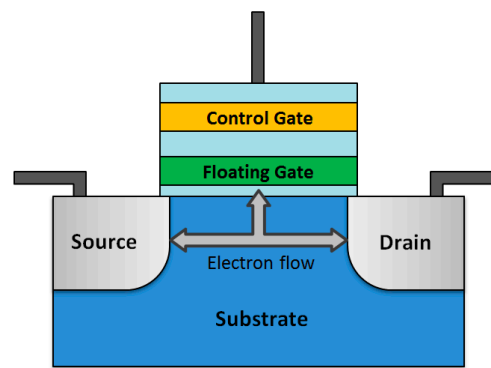 Control Gate
Floating Gate
Source
Drain
Electron flow
Substrate